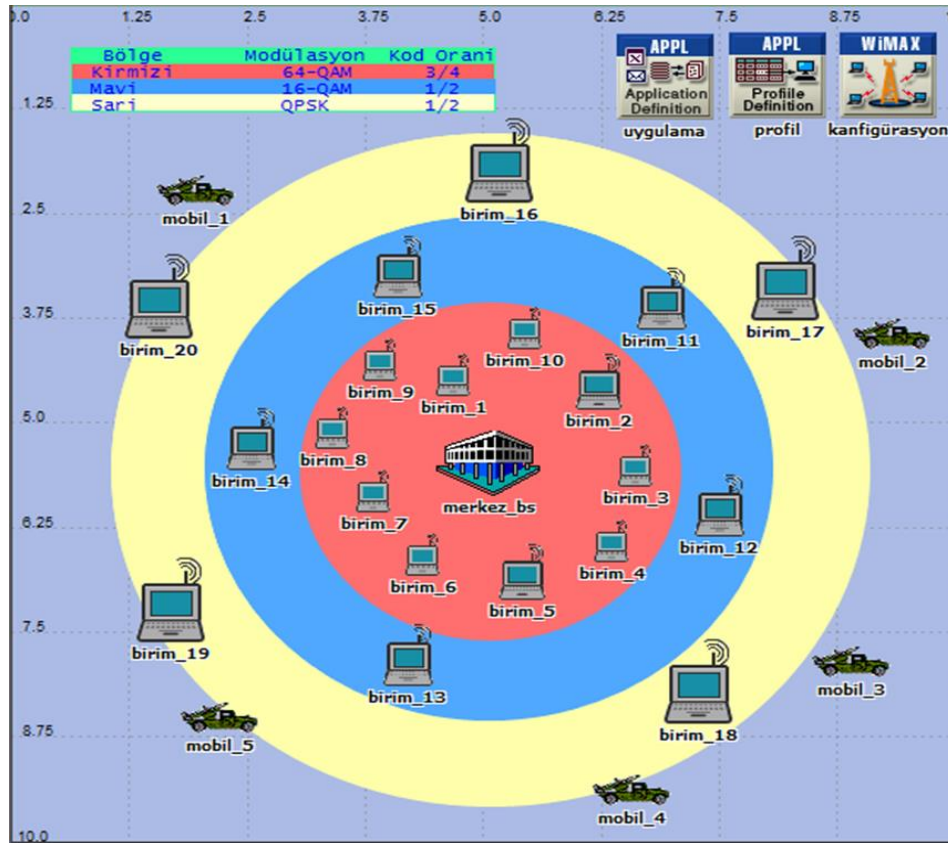 0.0 1.25 2.5 3.75 5.0 6.25 7.5 8.75
Bölge Modülasyon Kod Orani
Kirmizi 64-QAM 3/4
Mavi 16-QAM 1/2
Sari QPSK 1/2
APPL
Application
Definition
uygulama
APPL
Profiile
Definition
profil
WiMAX
kanfigürasyon
1.25
mobil_1
2.5
birim_16
birim_15
birim_11
birim_17
3.75
birim_20
birim_10
mobil_2
birim_9
birim_1
birim_2
5.0
birim_8
birim_14
birim_3
merkez_bs
birim_7
6.25
birim_12
birim_6
birim_4
birim_5
7.5
birim_19
birim_13
mobil_3
birim_18
8.75
mobil_5
mobil_4
10.0